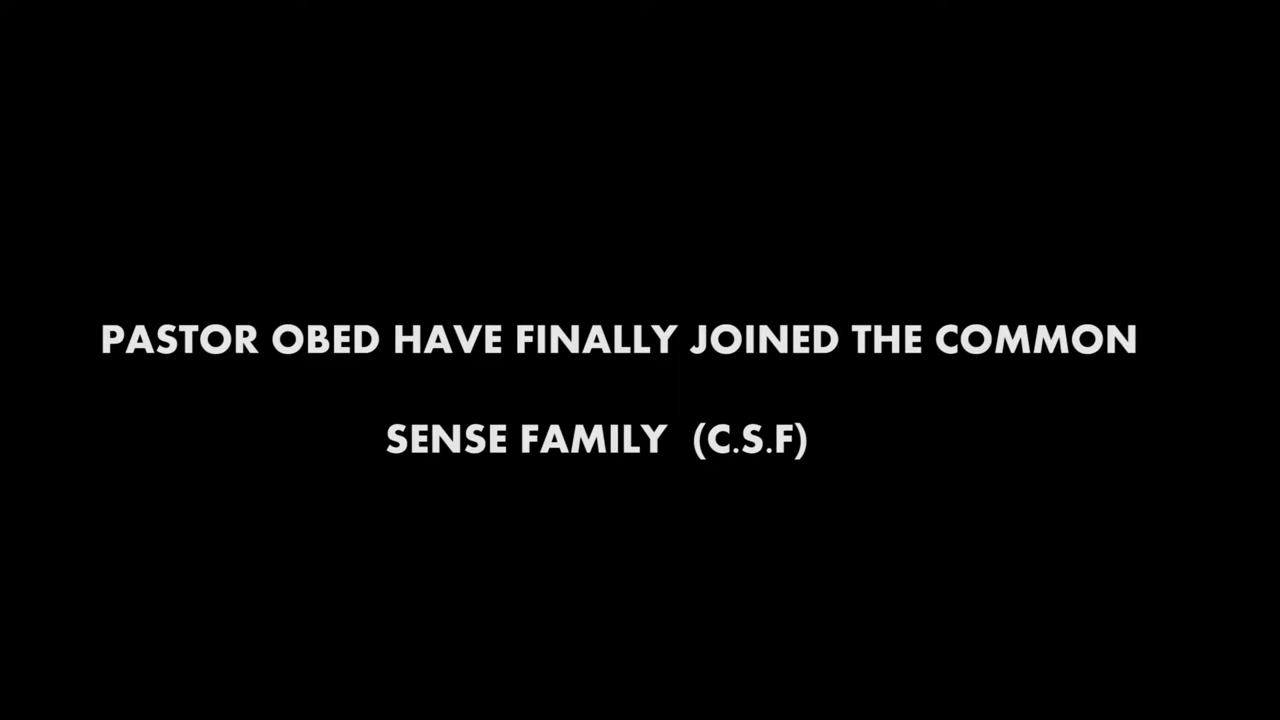 PASTOR OBED HAVE FINALLY JOINED THE COMMON
SENSE FAMILY (C.S.F)